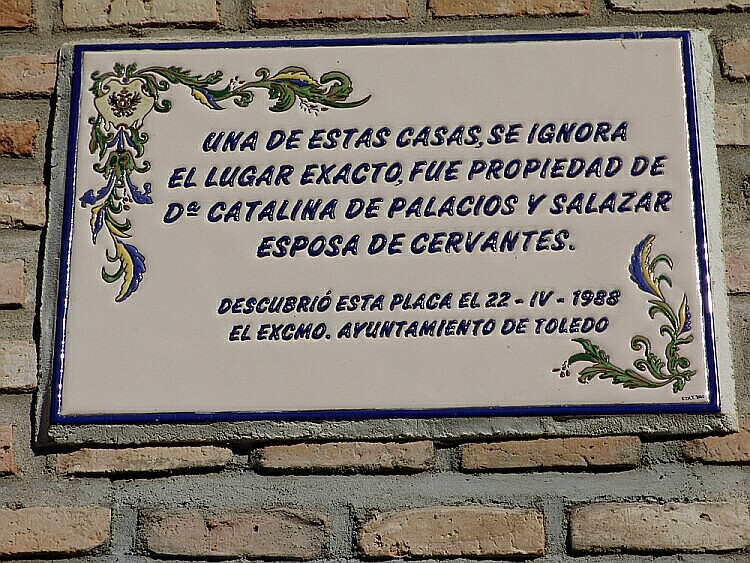 UNA DE ESTAS CASAS, SE IGNORA
EL LUGAR EXACTO, FUE PROPIEDAD DE
Dª CATALINA DE PALACIOS Y SALAZAR
ESPOSA DE CERVANTES.
DESCUBRIÓ ESTA PLACA EL 22 - IV - 1988
EL EXCMO. AYUNTAMIENTO DE TOLEDO